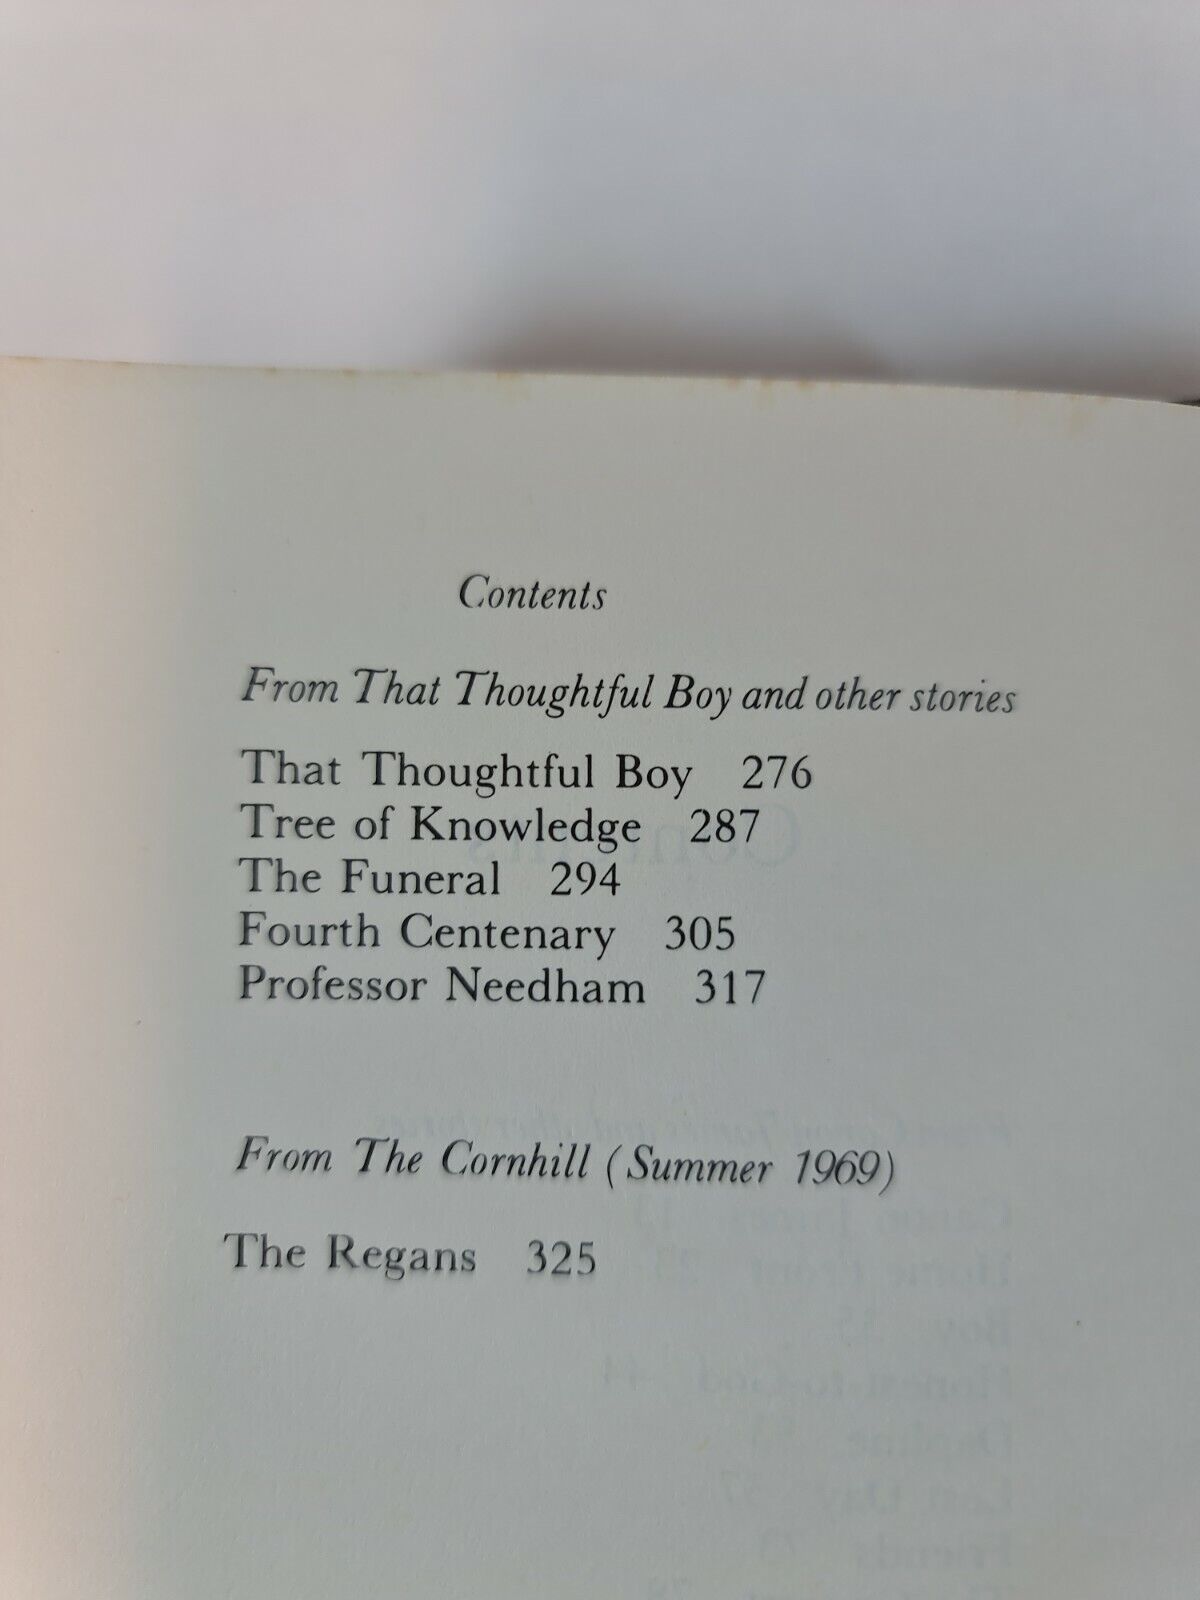 Contents
From That Thoughtful Boy and other stories
That Thoughtful Boy 276
Tree of Knowledge 287
The Funeral 294
Fourth Centenary 305
Professor Needham 317
From The Cornhill (Summer 1969)
The Regans 325